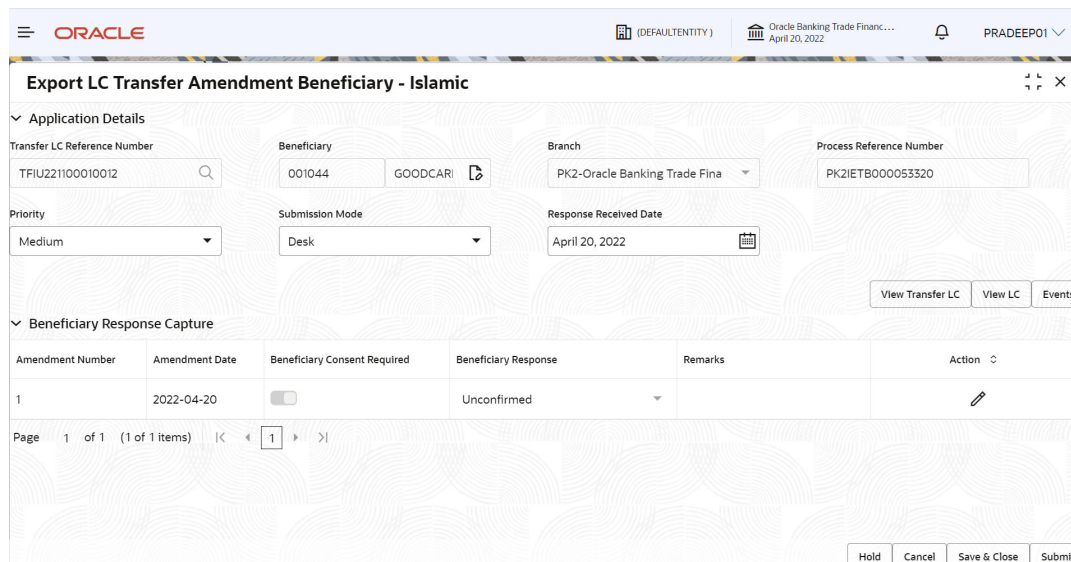 ORACLE
(DEFAULTENTITY )
Oracle Banking Trade Financ...
April 20, 2022
PRADEEP01
Export LC Transfer Amendment Beneficiary - Islamic
Application Details
Transfer LC Reference Number Beneficiary Branch Process Reference Number
TFIU221100010012 001044 GOODCARI PK2-Oracle Banking Trade Fina PK2IETB000053320
Priority Submission Mode Response Received Date
Medium Desk April 20, 2022
View Transfer LC View LC Events
Beneficiary Response Capture
Amendment Number Amendment Date Beneficiary Consent Required Beneficiary Response Remarks Action
1 2022-04-20 Unconfirmed
Page 1 of 1 (1 of 1 items) 1
Hold Cancel Save & Close Submi